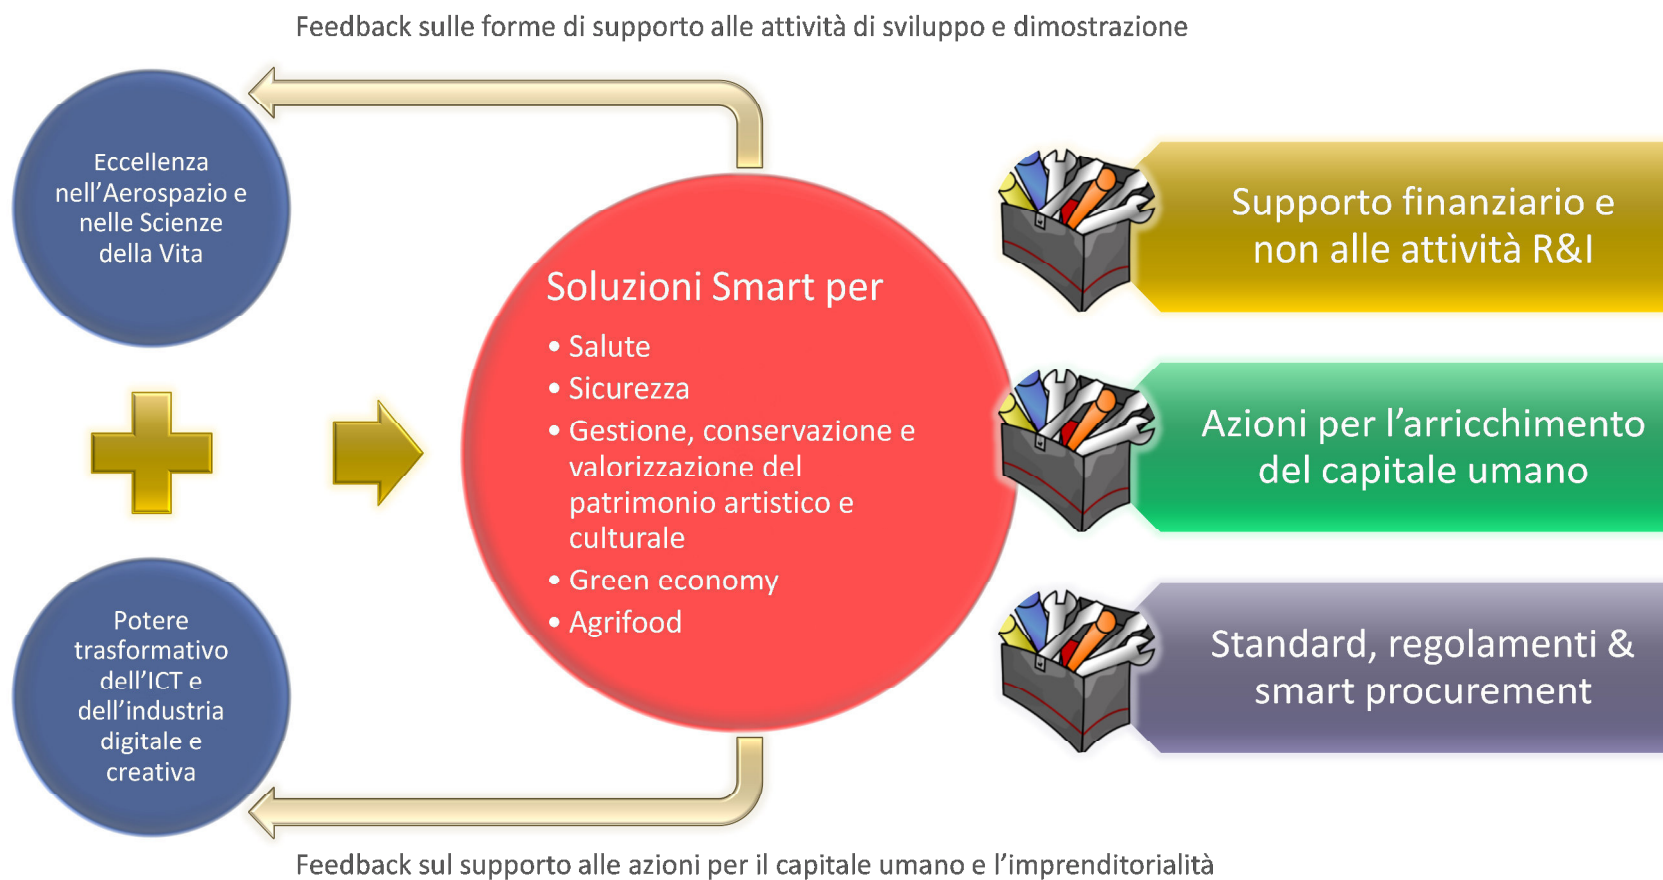 Feedback sulle forme di supporto alle attività di sviluppo e dimostrazione
Eccellenza
nell'Aerospazio e
nelle Scienze
della Vita
Potere
trasformativo
dell'ICT e
dell'industria
digitale e
creativa
Soluzioni Smart per
• Salute
• Sicurezza
• Gestione, conservazione e
valorizzazione del
patrimonio artistico e
culturale
• Green economy
• Agrifood
Supporto finanziario e
non alle attività R&I
Azioni per l'arricchimento
del capitale umano
Standard, regolamenti &
smart procurement
Feedback sul supporto alle azioni per il capitale umano e l'imprenditorialità